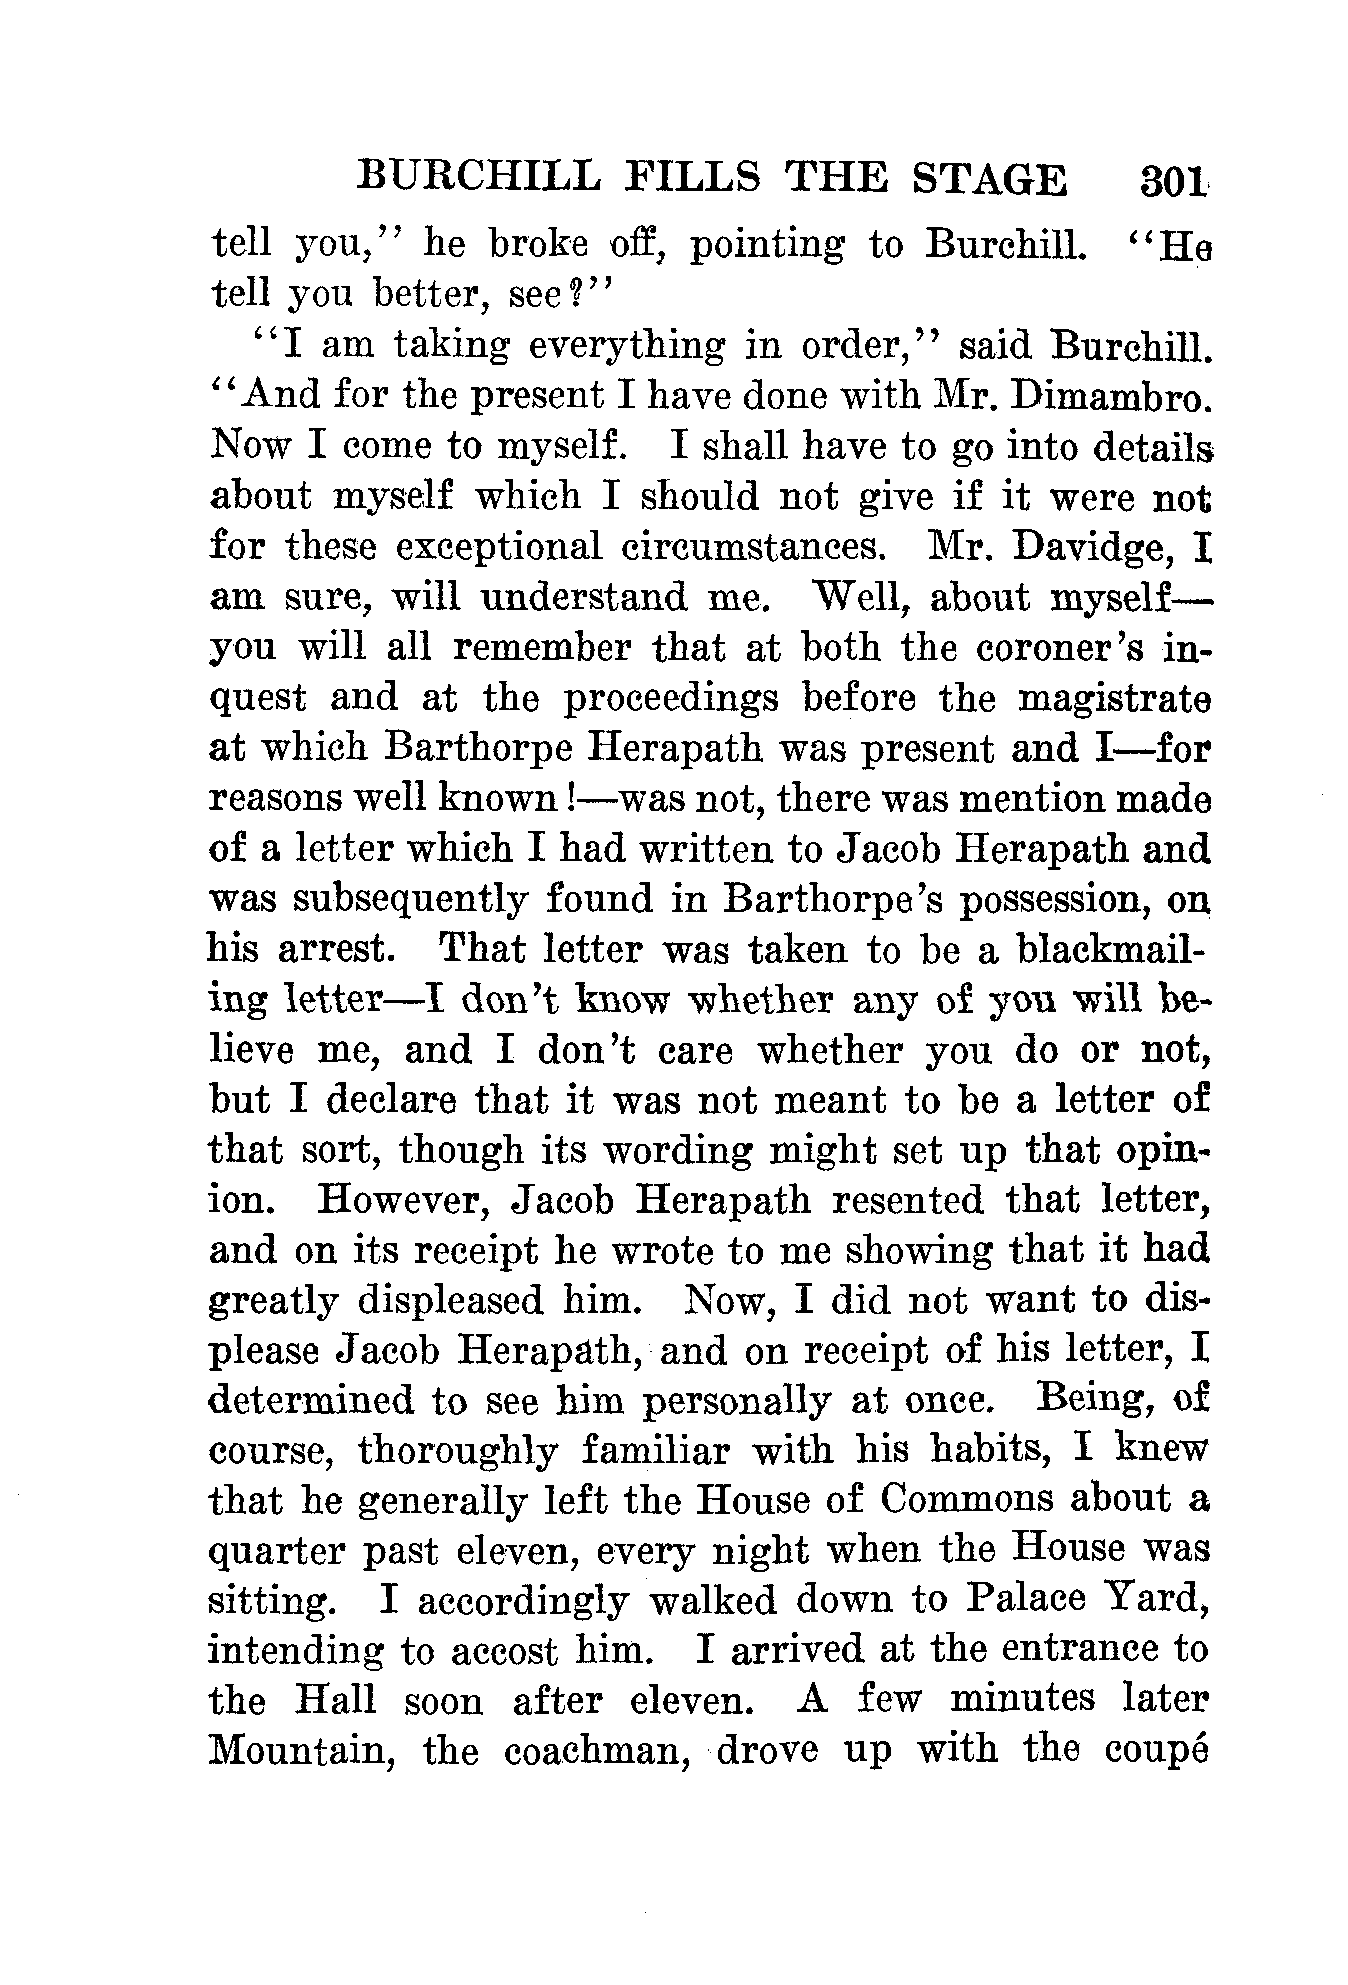 BURCHILL FILLS THE STAGE 301
tell you," he broke off, pointing to Burchill. "He
tell you better, see?"
"I am taking everything in order," said Burchill.
"And for the present I have done with Mr. Dimambro.
Now I come to myself. I shall have to go into details
about myself which I should not give if it were not
for these exceptional circumstances. Mr. Davidge, I
am sure, will understand me. Well, about myself—
you will all remember that at both the coroner's in-
quest and at the proceedings before the magistrate
at which Barthorpe Herapath was present and I—for
reasons well known!—was not, there was mention made
of a letter which I had written to Jacob Herapath and
was subsequently found in Barthorpe's possession, on
his arrest. That letter was taken to be a blackmail-
ing letter—I don't know whether any of you will be-
lieve me, and I don't care whether you do or not,
but I declare that it was not meant to be a letter of
that sort, though its wording might set up that opin-
ion. However, Jacob Herapath resented that letter,
and on its receipt he wrote to me showing that it had
greatly displeased him. Now, I did not want to dis-
please Jacob Herapath, and on receipt of his letter, I
determined to see him personally at once. Being, of
course, thoroughly familiar with his habits, I knew
that he generally left the House of Commons about a
quarter past eleven, every night when the House was
sitting. I accordingly walked down to Palace Yard,
intending to accost him. I arrived at the entrance to
the Hall soon after eleven. A few minutes later
Mountain, the coachman, drove up with the coupé